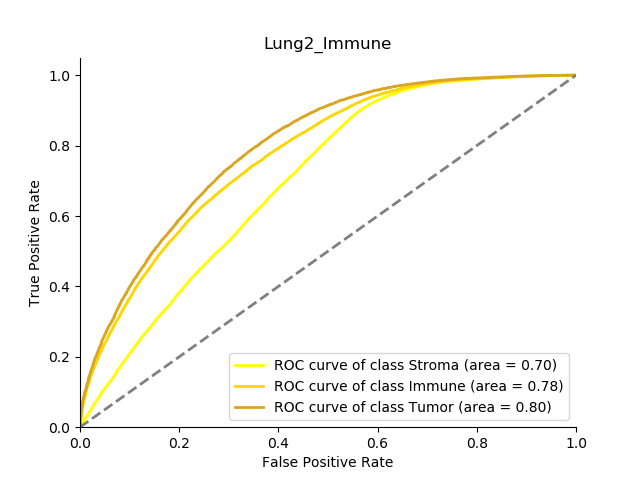 Lung2_Immune
1.0
0.8
0.6
0.4
0.2
0.0
True Positive Rate
ROC curve of class Stroma (area = 0.70)
ROC curve of class Immune (area = 0.78)
ROC curve of class Tumor (area = 0.80)
0.0 0.2 0.4 0.6 0.8 1.0
False Positive Rate